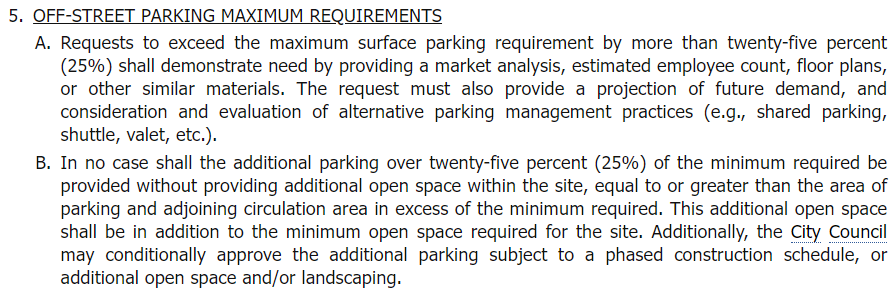 5. OFF-STREET PARKING MAXIMUM REQUIREMENTS
A. Requests to exceed the maximum surface parking requirement by more than twenty-five percent
(25%) shall demonstrate need by providing a market analysis, estimated employee count, floor plans,
or other similar materials. The request must also provide a projection of future demand, and
consideration and evaluation of alternative parking management practices (e.g., shared parking,
shuttle, valet, etc.).
B. In no case shall the additional parking over twenty-five percent (25%) of the minimum required be
provided without providing additional open space within the site, equal to or greater than the area of
parking and adjoining circulation area in excess of the minimum required. This additional open space
shall be in addition to the minimum open space required for the site. Additionally, the City Council
may conditionally approve the additional parking subject to a phased construction schedule, or
additional open space and/or landscaping.